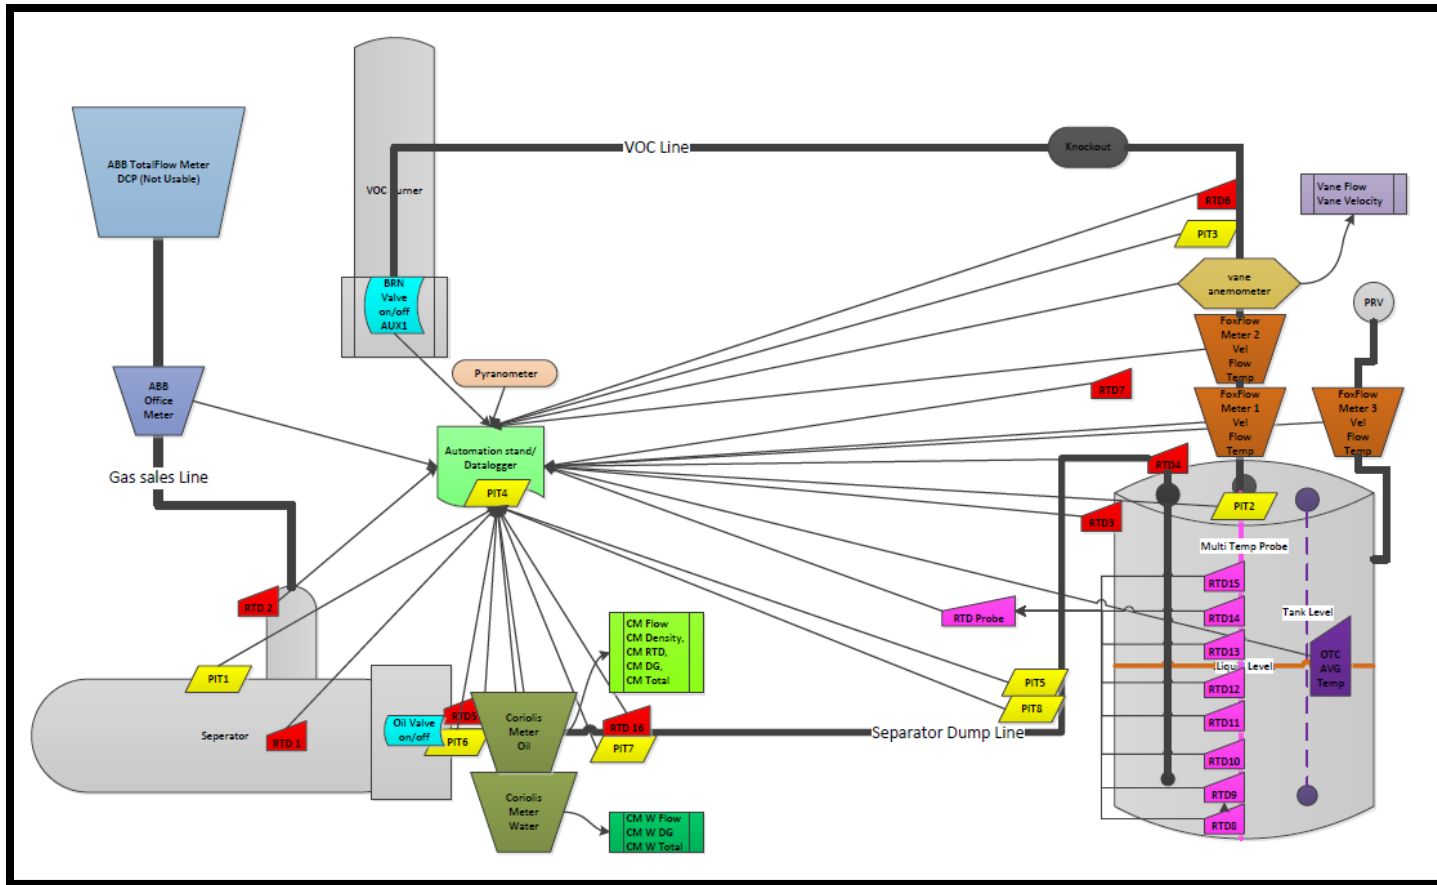 ABB TotalFlow Meter
DCP (Not Usable)
VOC Line
Knockout
VOC Burner
RTD6
PIT3
Vane Flow
Vane Velocity
vane
anemometer
BRN
Valve
on/off
AUX1
PRV
FoxFlow
Meter 2
Vel
Flow
Temp
Pyranometer
RTD7
ABB
Office
Meter
FoxFlow
Meter 1
Vel
Flow
Temp
FoxFlow
Meter 3
Vel
Flow
Temp
Automation stand/
Datalogger
PIT4
Gas sales Line
RTD4
PIT2
RTD3
Multi Temp Probe
RTD15
RTD14
RTD13
RTD12
RTD11
RTD10
RTD9
RTD8
Tank Level
Liquid Level
OTC
AVG
Temp
RTD Probe
RTD 2
PIT1
Seperator
RTD 1
CM Flow
CM Density,
CM RTD,
CM DG,
CM Total
PIT5
PIT8
Oil Valve
on/off
RTD5
PIT6
Coriolis
Meter
Oil
RTD 16
PIT7
Separator Dump Line
Coriolis
Meter
Water
CM W Flow
CM W DG
CM W Total